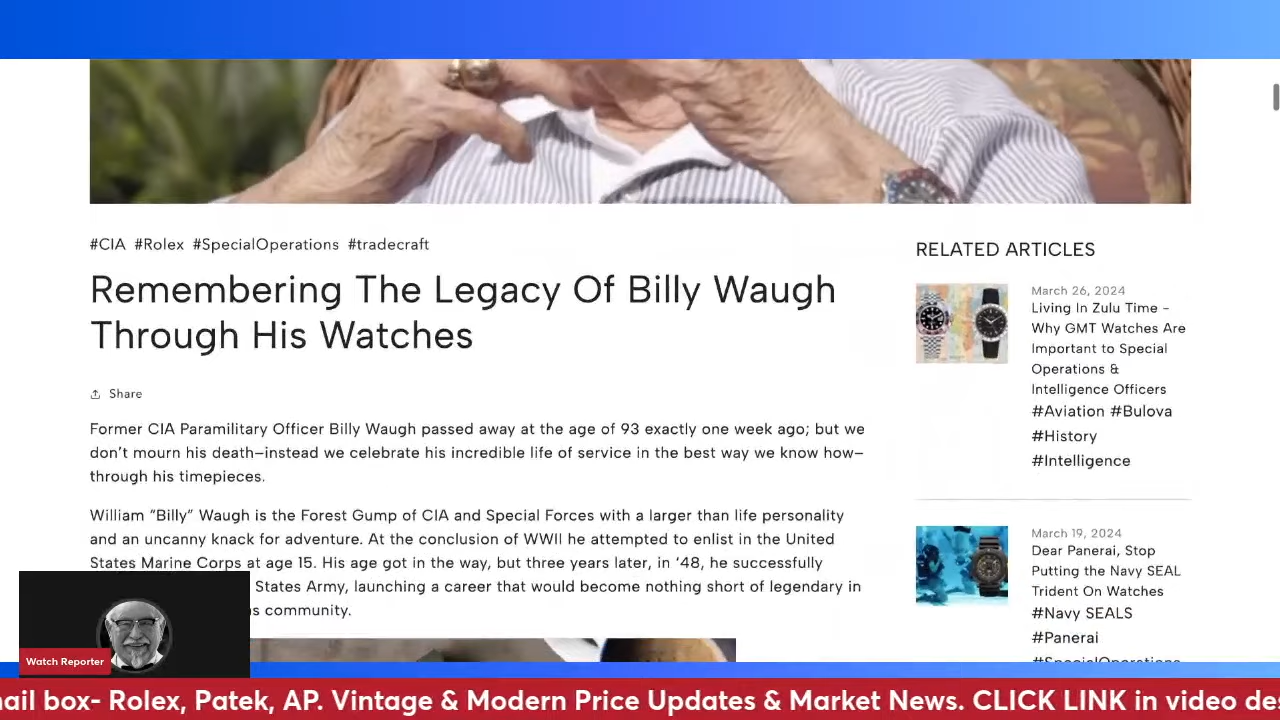 #CIA #Rolex #SpecialOperations #tradecraft
Remembering The Legacy Of Billy Waugh
Through His Watches
Share
Former CIA Paramilitary Officer Billy Waugh passed away at the age of 93 exactly one week ago; but we
don't mourn his death–instead we celebrate his incredible life of service in the best way we know how–
through his timepieces.
William "Billy" Waugh is the Forest Gump of CIA and Special Forces with a larger than life personality
and an uncanny knack for adventure. At the conclusion of WWII he attempted to enlist in the United
States Marine Corps at age 15. His age got in the way, but three years later, in '48, he successfully
States Army, launching a career that would become nothing short of legendary in
community.
RELATED ARTICLES
March 26, 2024
Living In Zulu Time -
Why GMT Watches Are
Important to Special
Operations &
Intelligence Officers
#Aviation #Bulova
#History
#Intelligence
March 19, 2024
Dear Panerai, Stop
Putting the Navy SEAL
Trident On Watches
#Navy SEALS
#Panerai
#SpecialOperations
Watch Reporter
box- Rolex, Patek, AP. Vintage & Modern Price Updates & Market News. CLICK LINK in video